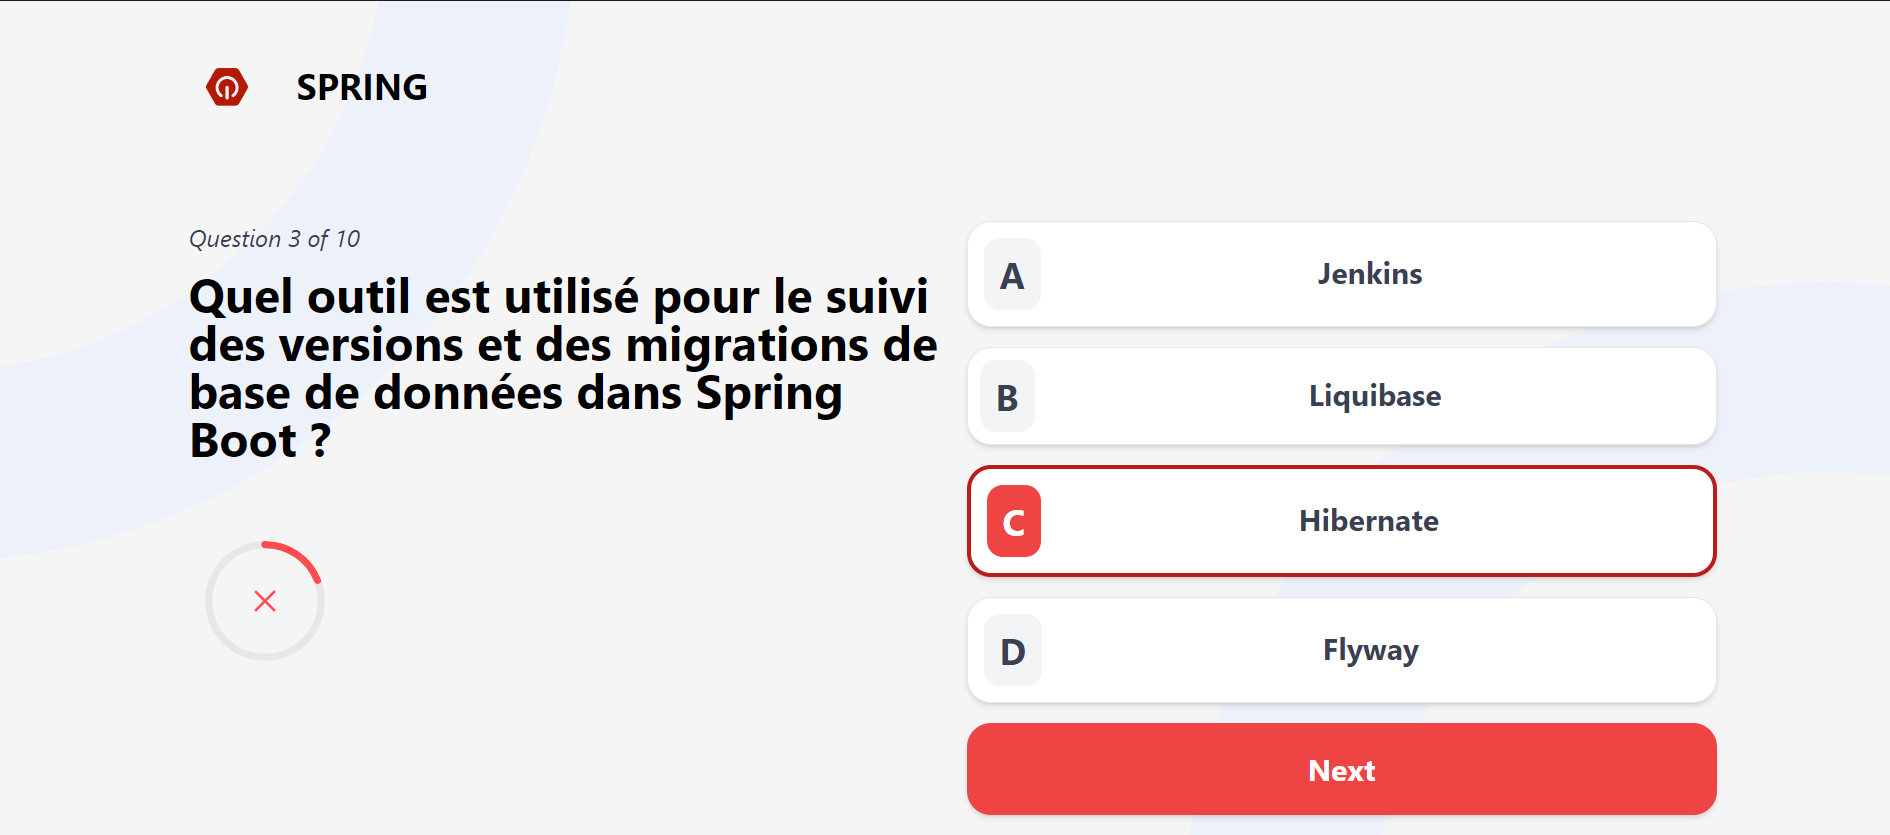 SPRING
Question 3 of 10
Quel outil est utilisé pour le suivi
des versions et des migrations de
base de données dans Spring
Boot ?
A
Jenkins
B
Liquibase
C
Hibernate
D
Flyway
Next